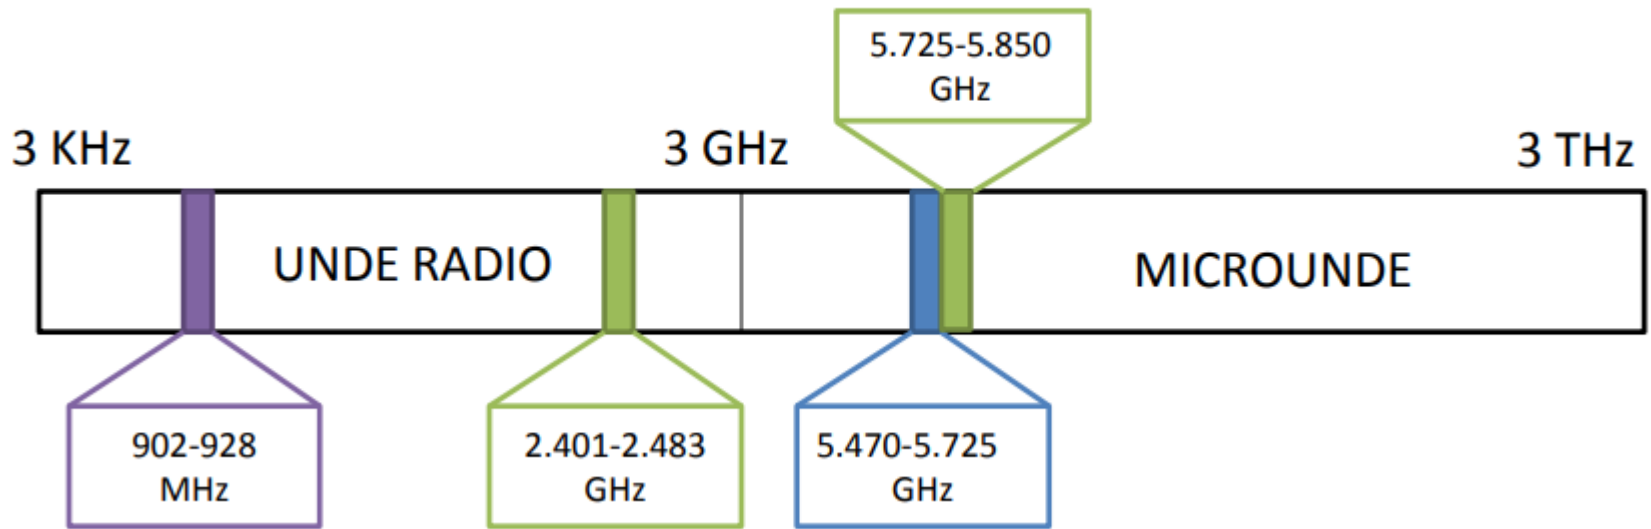 5.725-5.850
GHz
3 KHz
3 GHz
3 THz
UNDE RADIO
MICROUNDE
902-928
MHz
2.401-2.483
GHz
5.470-5.725
GHz